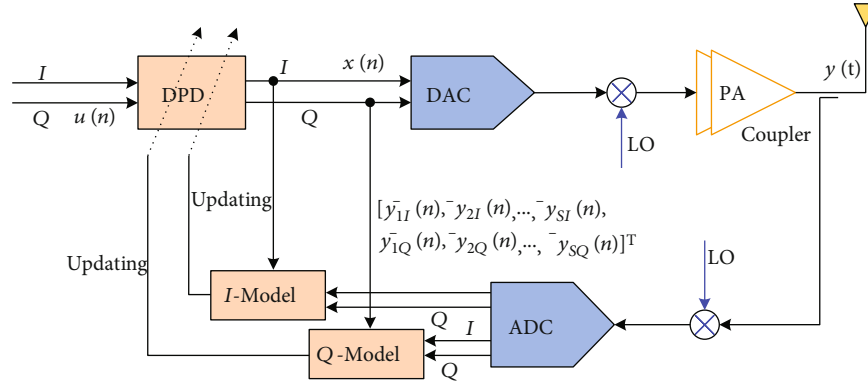 I
Q
u (n)
DPD
I
x (n)
Q
DAC
LO
PA
y (t)
Coupler
Updating
Updating
[y¯1I (n), ¯y2I (n), ..., ¯ySI (n),
y¯1Q (n), ¯y2Q (n), ..., ¯ySQ (n)]T
LO
I-Model
Q
I
ADC
Q-Model
Q